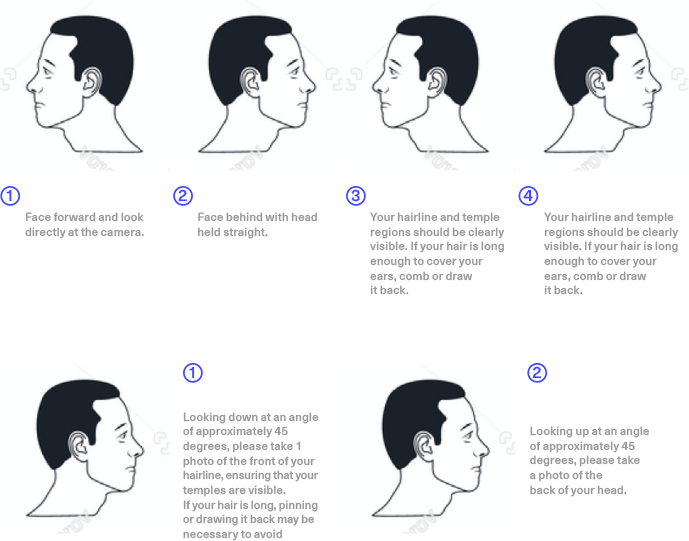 1
Face forward and look
directly at the camera.
2
Face behind with head
held straight.
3
Your hairline and temple
regions should be clearly
visible. If your hair is long
enough to cover your
ears, comb or draw
it back.
4
Your hairline and temple
regions should be clearly
visible. If your hair is long
enough to cover your
ears, comb or draw
it back.
1
Looking down at an angle
of approximately 45
degrees, please take 1
photo of the front of your
hairline, ensuring that your
temples are visible.
If your hair is long, pinning
or drawing it back may be
necessary to avoid
2
Looking up at an angle
of approximately 45
degrees, please take
a photo of the
back of your head.